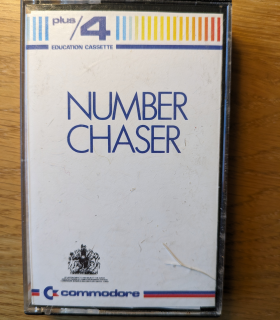 plus/4
EDUCATION CASSETTE
NUMBER
CHASER
commodore